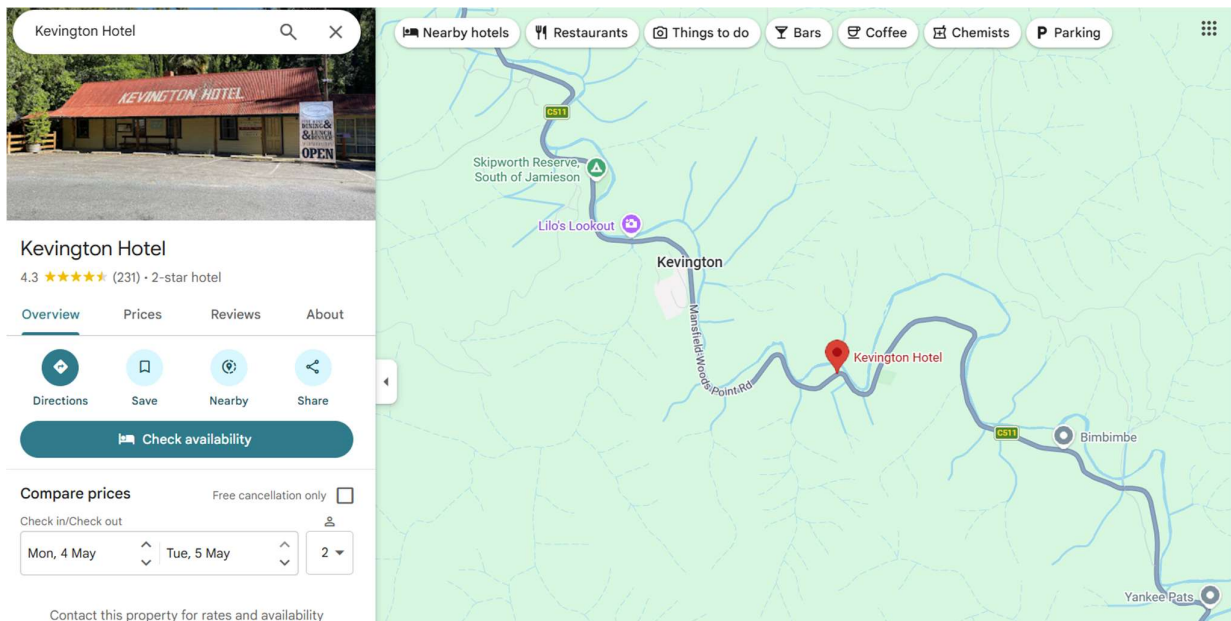 Kevington Hotel
KEVINGTON HOTEL
DINING &
& LUNCH
OPEN
Kevington Hotel
4.3 (231) · 2-star hotel
Overview Prices Reviews About
Directions Save Nearby Share
Check availability
Compare prices Free cancellation only
Check in/Check out
Mon, 4 May Tue, 5 May 2
Contact this property for rates and availability
Nearby hotels Restaurants Things to do Bars Coffee Chemists P Parking
C511
Skipworth Reserve,
South of Jamieson
Lilo's Lookout
Kevington
Mansfield-Woods Point Rd
Kevington Hotel
C511
Bimbimbe
Yankee Pats